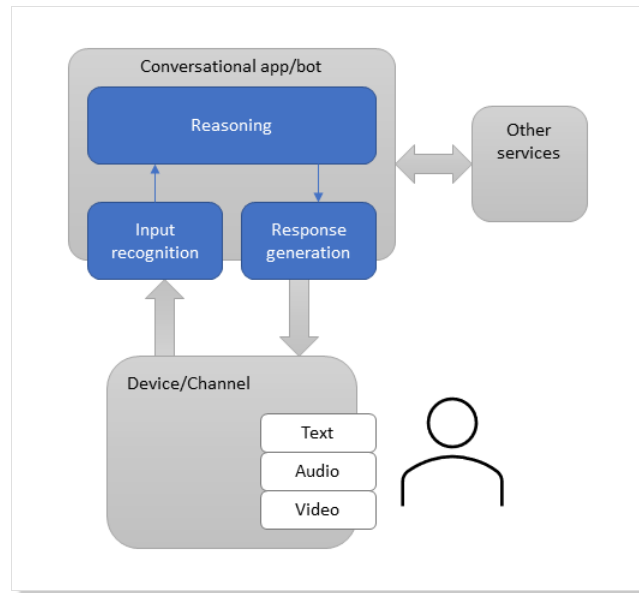 Conversational app/bot
Reasoning
Other
services
Input
recognition
Response
generation
Device/Channel
Text
Audio
Video